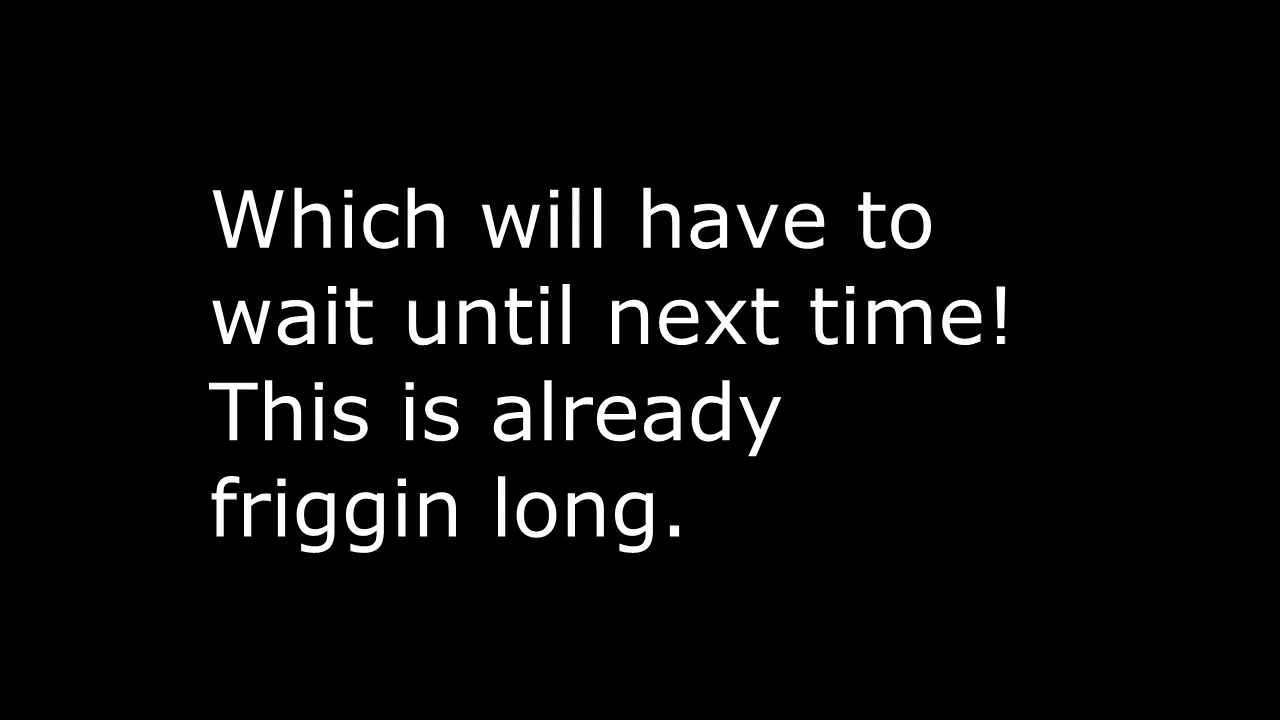 Which will have to
wait until next time!
This is already
friggin long.